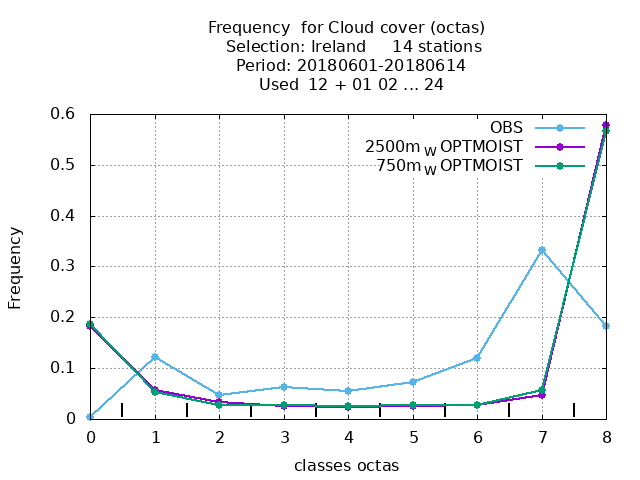 Frequency for Cloud cover (octas)
Selection: Ireland 14 stations
Period: 20180601-20180614
Used 12 + 01 02 ... 24
OBS
2500m_W OPTMOIST
750m_W OPTMOIST
Frequency
0.6
0.5
0.4
0.3
0.2
0.1
0
0 1 2 3 4 5 6 7 8
classes octas